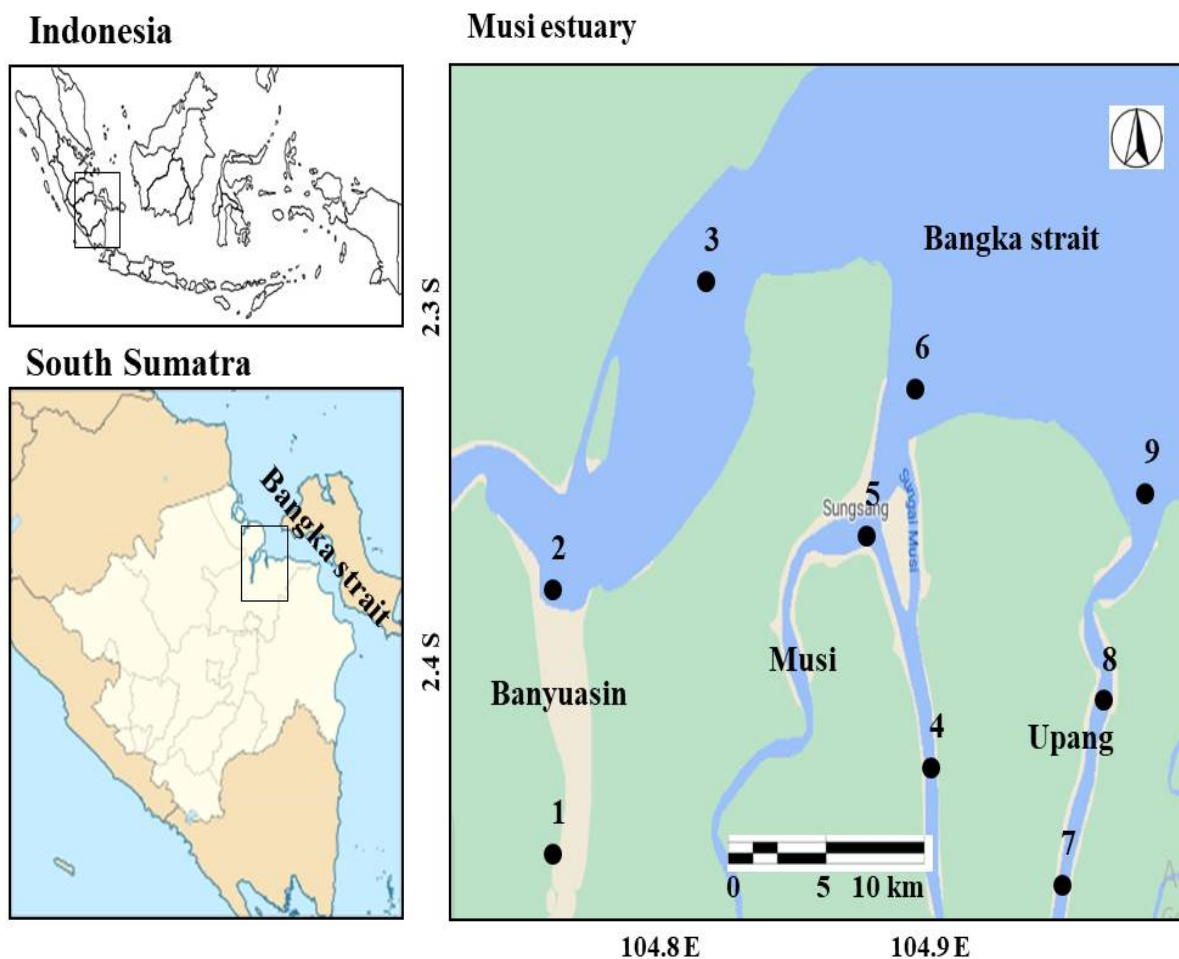 Indonesia
Musi estuary
South Sumatra
Bangka strait
Bangka strait
3
6
9
5
Sungsang
Sungai Musi
2
Musi
8
Banyuasin
4
Upang
1
7
0 5 10 km
2.3 S
2.4 S
104.8 E
104.9 E